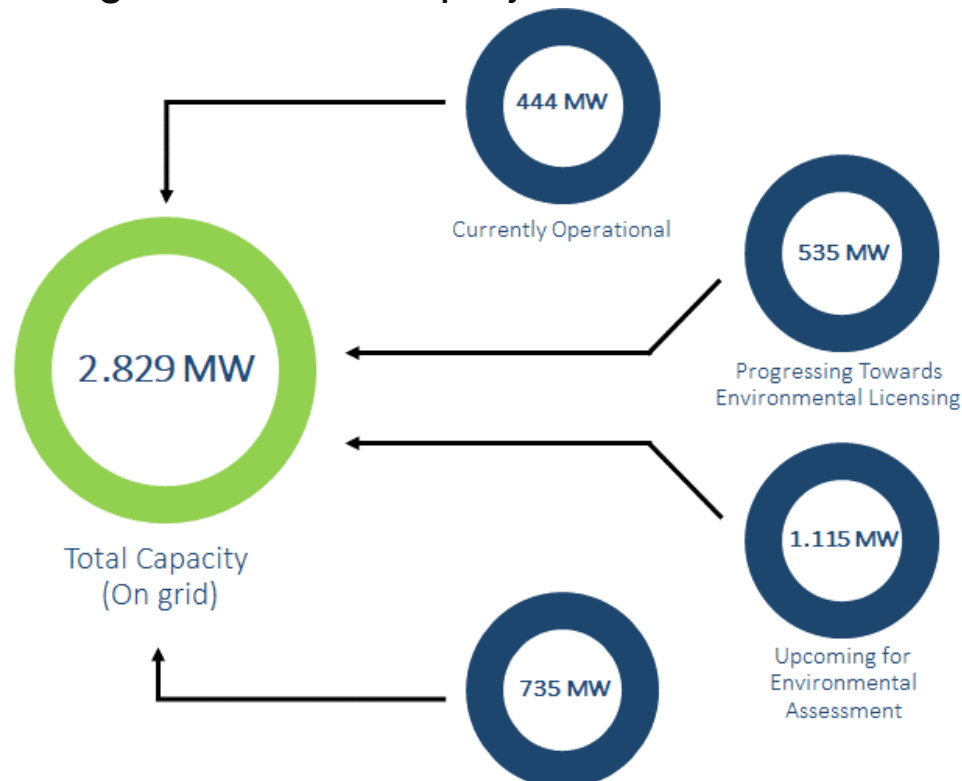 444 MW
Currently Operational
535 MW
Progressing Towards
Environmental Licensing
2.829 MW
Total Capacity
(On grid)
1.115 MW
Upcoming for
Environmental
Assessment
735 MW